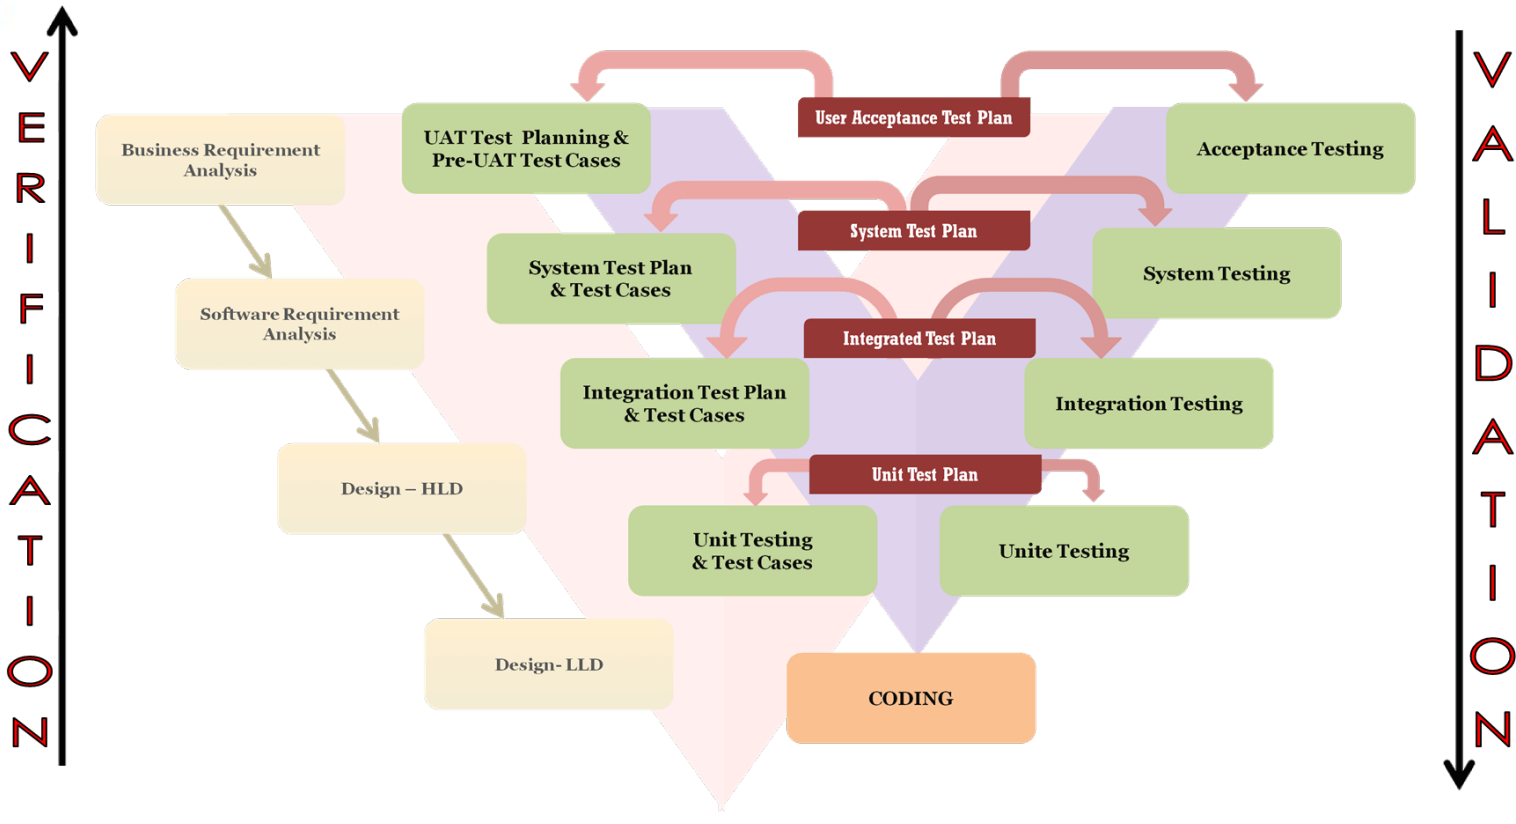 VERIFICATION
Business Requirement
Analysis
Software Requirement
Analysis
Design – HLD
Design- LLD
UAT Test Planning &
Pre-UAT Test Cases
System Test Plan
& Test Cases
Integration Test Plan
& Test Cases
Unit Testing
& Test Cases
User Acceptance Test Plan
System Test Plan
Integrated Test Plan
Unit Test Plan
CODING
Acceptance Testing
System Testing
Integration Testing
Unite Testing
VALIDATION